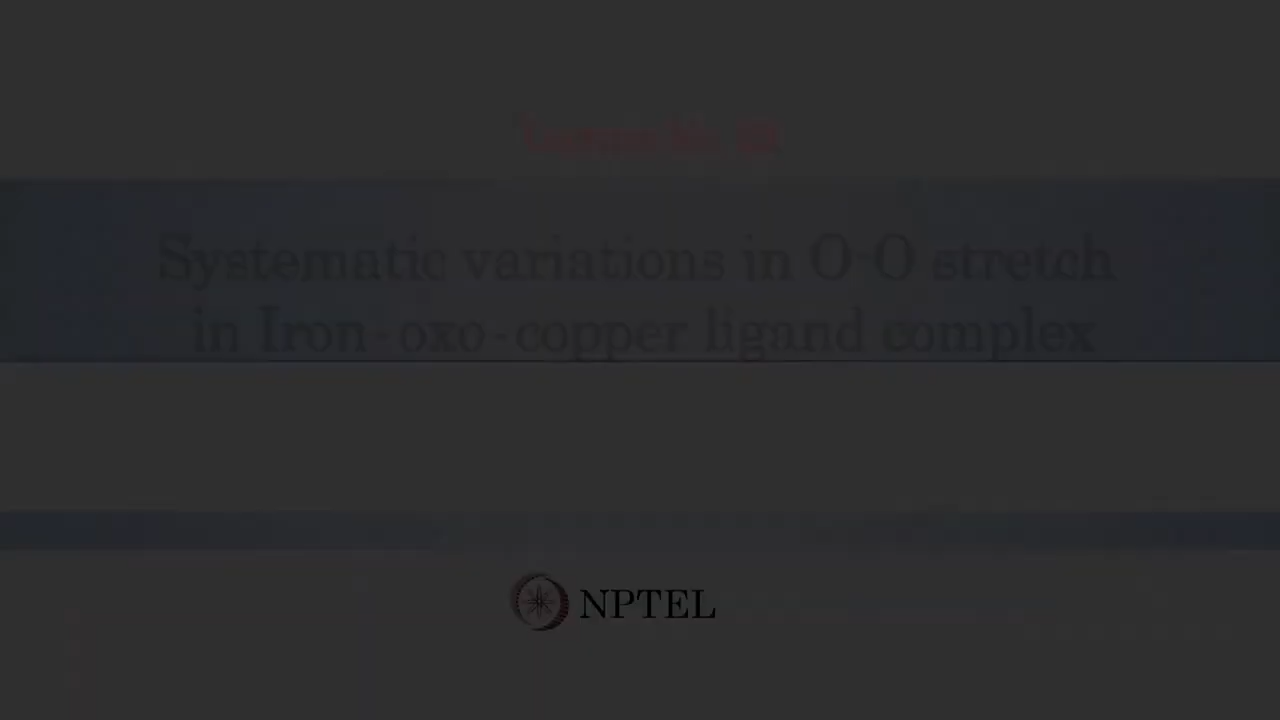 Systematic variations in O-O stretch
in Iron-oxo-copper ligand complex
NPTEL